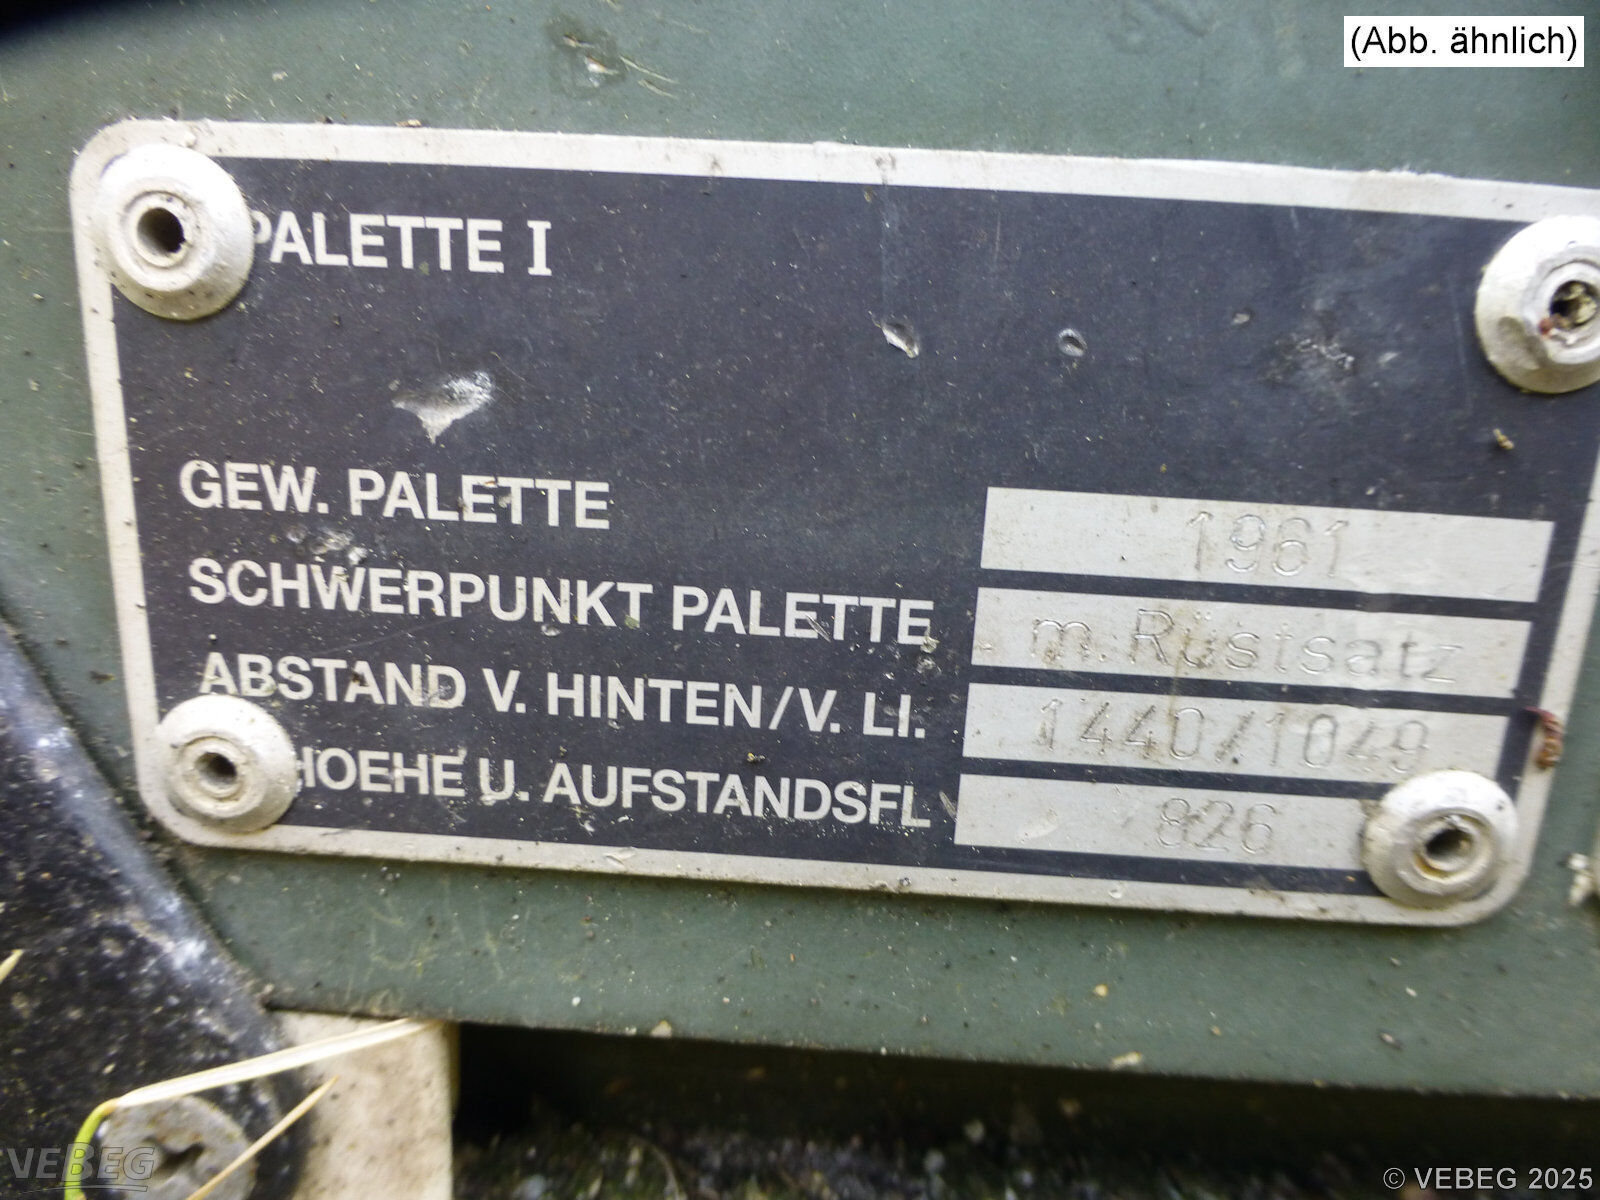 (Abb. ähnlich)
PALETTE I
GEW. PALETTE 1961
SCHWERPUNKT PALETTE m. Rüstsatz
ABSTAND V. HINTEN/V. LI. 1440/1049
HOEHE U. AUFSTANDSFL 826
VEBEG
© VEBEG 2025